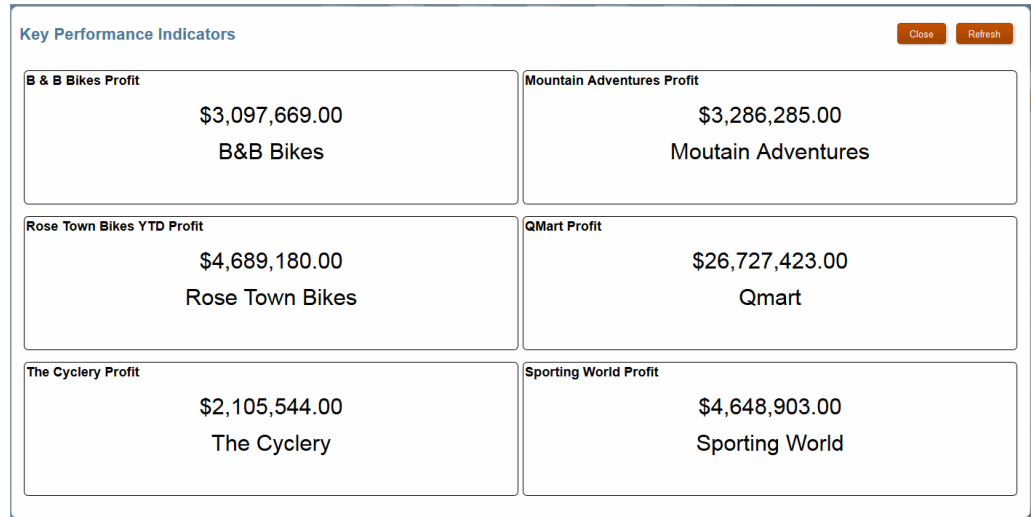 Key Performance Indicators
Close
Refresh
B & B Bikes Profit
$3,097,669.00
B&B Bikes
Mountain Adventures Profit
$3,286,285.00
Moutain Adventures
Rose Town Bikes YTD Profit
$4,689,180.00
Rose Town Bikes
QMart Profit
$26,727,423.00
Qmart
The Cyclery Profit
$2,105,544.00
The Cyclery
Sporting World Profit
$4,648,903.00
Sporting World